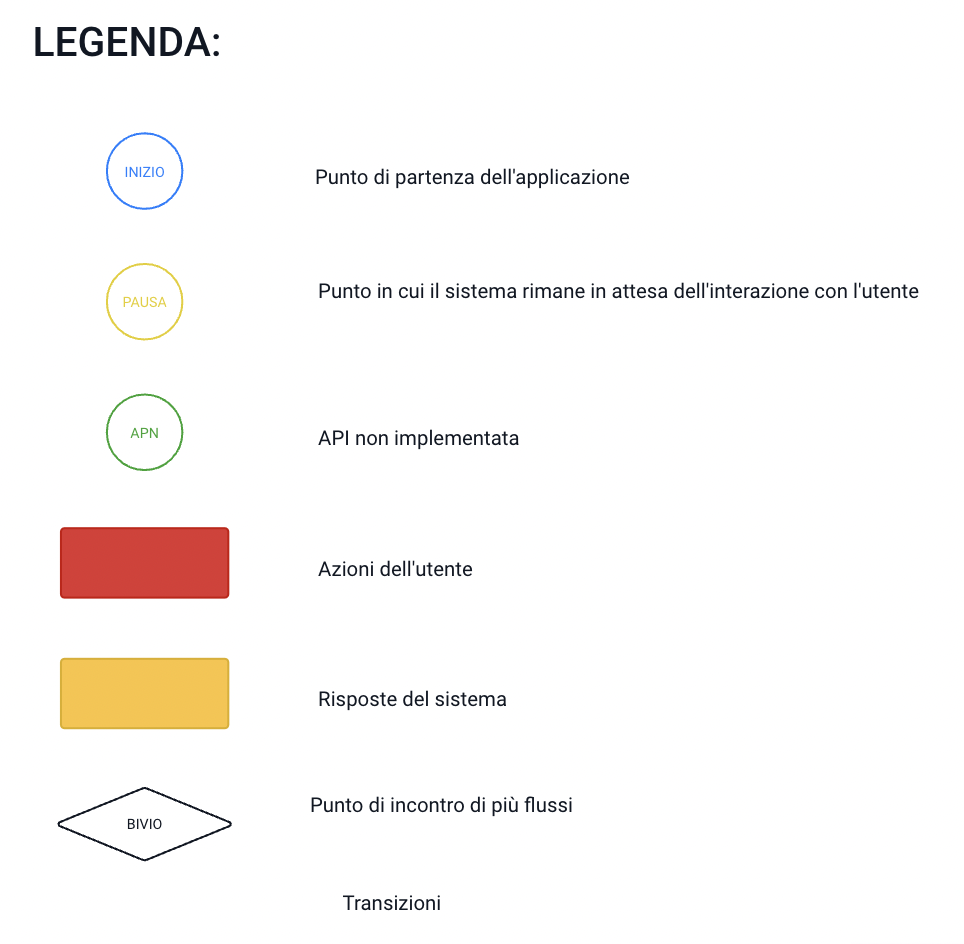 LEGENDA:
INIZIO
Punto di partenza dell'applicazione
PAUSA
Punto in cui il sistema rimane in attesa dell'interazione con l'utente
APN
API non implementata
Azioni dell'utente
Risposte del sistema
BIVIO
Punto di incontro di più flussi
Transizioni